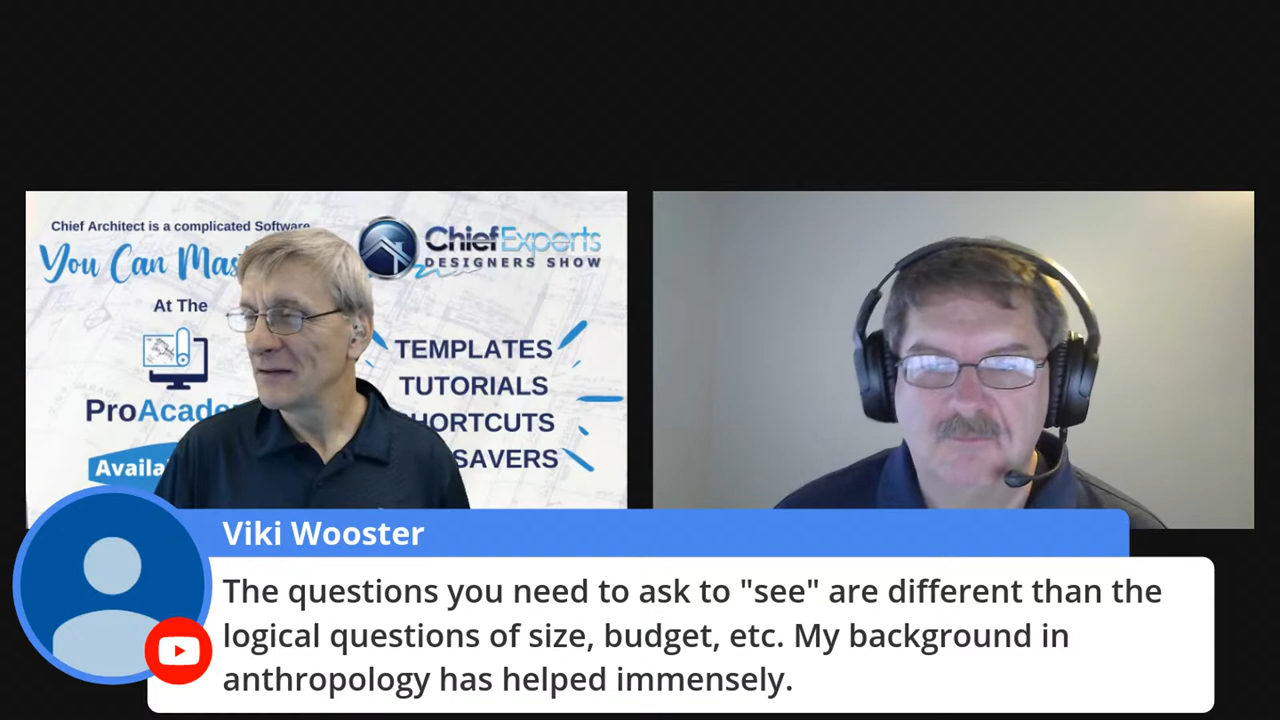 Chief Architect is a complicated Software
You Can Mas
At The
ProAcade
Availa
ChiefExperts
DESIGNERS SHOW
TEMPLATES
TUTORIALS
HORTCUTS
SAVERS
Viki Wooster
The questions you need to ask to "see" are different than the
logical questions of size, budget, etc. My background in
anthropology has helped immensely.